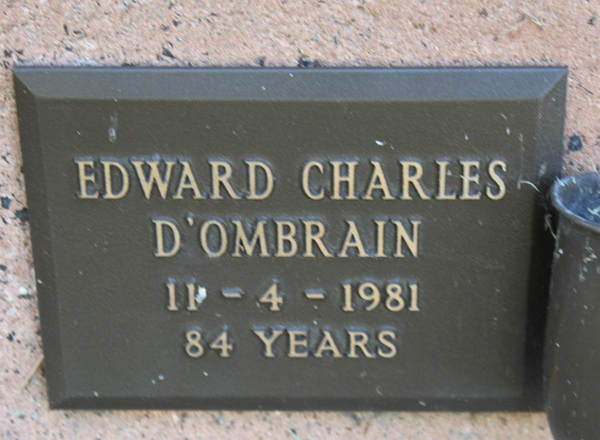 EDWARD CHARLES
D'OMBRAIN
11 - 4 - 1981
84 YEARS